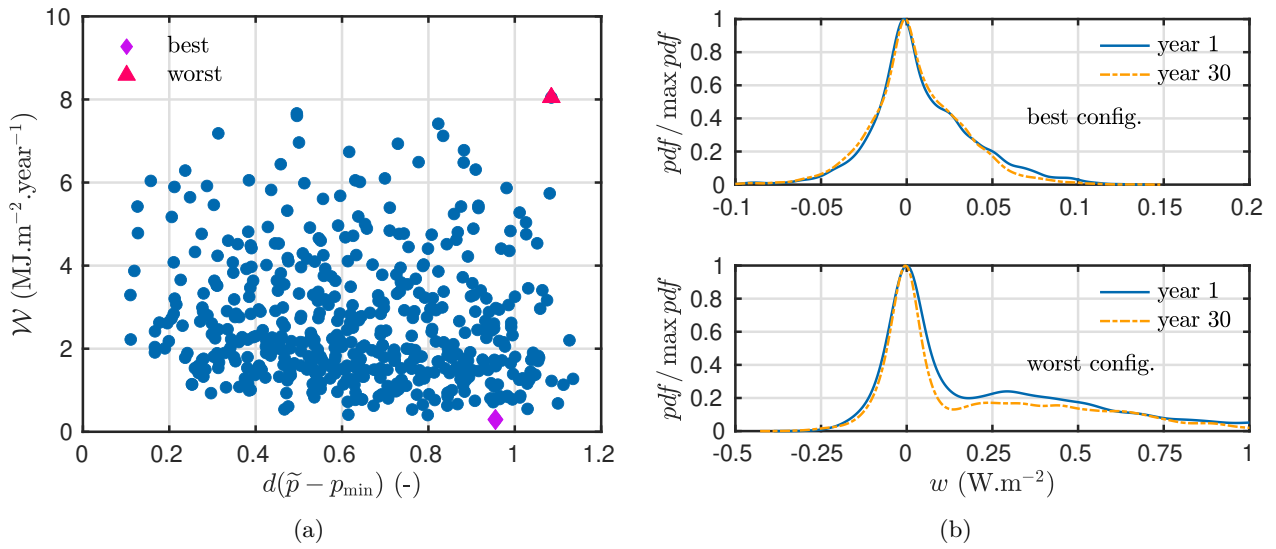 10
8
6
4
2
0
𝒲 (MJ.m⁻².year⁻¹)
best
worst
0 0.2 0.4 0.6 0.8 1 1.2
d(p̃ − p_min) (-)
(a)
1
0.8
0.6
0.4
0.2
0
pdf / max pdf
year 1
year 30
best config.
-0.1 -0.05 0 0.05 0.1 0.15 0.2
1
0.8
0.6
0.4
0.2
0
pdf / max pdf
year 1
year 30
worst config.
-0.5 -0.25 0 0.25 0.5 0.75 1
w (W.m⁻²)
(b)